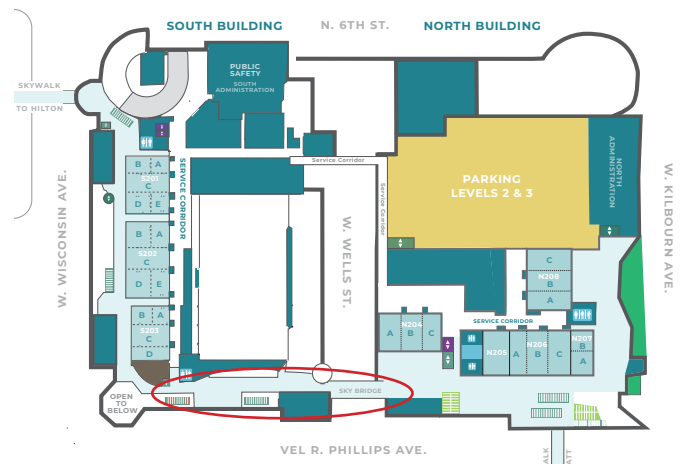 SOUTH BUILDING
N. 6TH ST.
NORTH BUILDING
PUBLIC
SAFETY
SOUTH
ADMINISTRATION
SKYWALK
TO HILTON
W. WISCONSIN AVE.
SERVICE CORRIDOR
B A
S201
C
D E
B A
S202
C
D E
B A
S203
C
D
OPEN
TO
BELOW
Service Corridor
Service Corridor
W. WELLS ST.
SKY BRIDGE
PARKING
LEVELS 2 & 3
NORTH
ADMINISTRATION
W. KILBOURN AVE.
C
N208
B
A
SERVICE CORRIDOR
N204
A B C
N205
N206
A B C
N207
B
A
VEL R. PHILLIPS AVE.
ALK
ATT